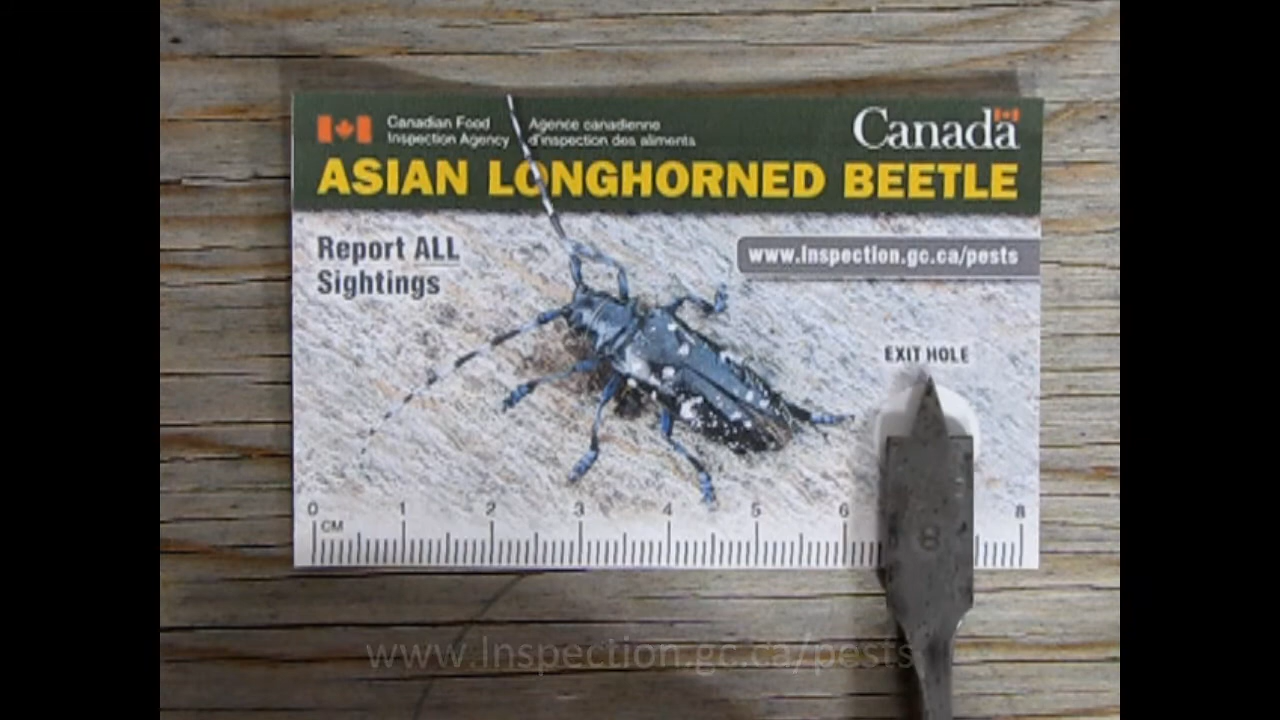 Canadian Food
Inspection Agency
Agence canadienne
d'inspection des aliments
Canada
ASIAN LONGHORNED BEETLE
Report ALL
Sightings
www.inspection.gc.ca/pests
EXIT HOLE
0 1 2 3 4 5 6 8
CM
8
www.Inspection.gc.ca/pests